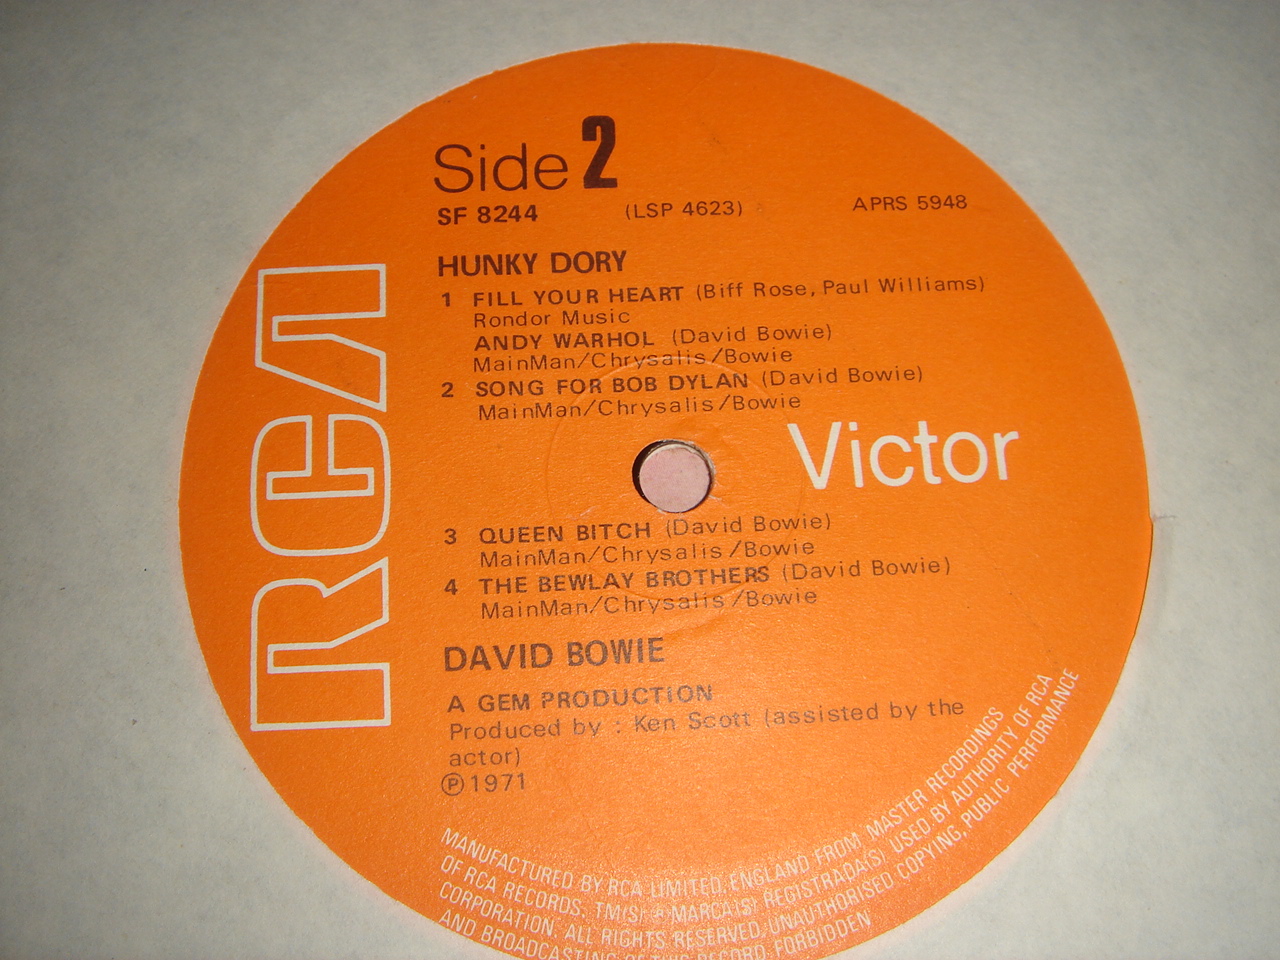 Side 2
SF 8244 (LSP 4623) APRS 5948
HUNKY DORY
1 FILL YOUR HEART (Biff Rose, Paul Williams)
Rondor Music
ANDY WARHOL (David Bowie)
MainMan/Chrysalis/Bowie
2 SONG FOR BOB DYLAN (David Bowie)
MainMan/Chrysalis/Bowie
RCA
Victor
3 QUEEN BITCH (David Bowie)
MainMan/Chrysalis/Bowie
4 THE BEWLAY BROTHERS (David Bowie)
MainMan/Chrysalis/Bowie
DAVID BOWIE
A GEM PRODUCTION
Produced by : Ken Scott (assisted by the
actor)
℗1971
MANUFACTURED BY RCA LIMITED, ENGLAND FROM MASTER RECORDINGS
OF RCA RECORDS. TM(S) ® MARCA(S) REGISTRADA(S) USED BY AUTHORITY OF RCA
CORPORATION. ALL RIGHTS RESERVED. UNAUTHORISED COPYING, PUBLIC PERFORMANCE
AND BROADCASTING OF THIS RECORD FORBIDDEN